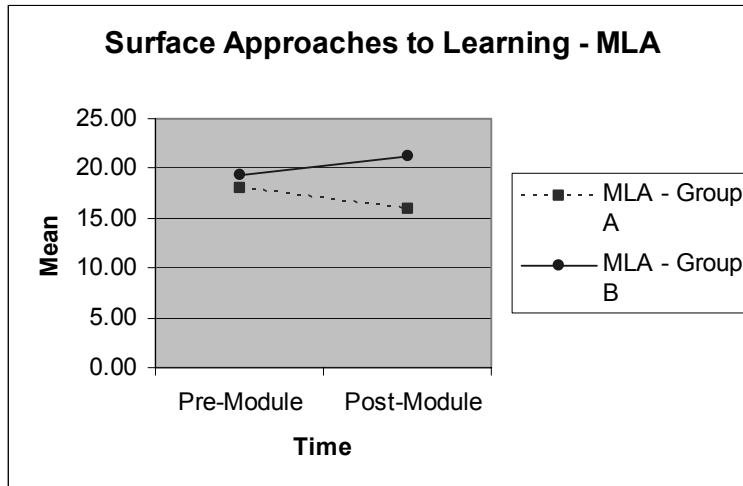 Surface Approaches to Learning - MLA
25.00
20.00
15.00
10.00
5.00
0.00
Mean
Pre-Module
Post-Module
Time
MLA - Group
A
MLA - Group
B